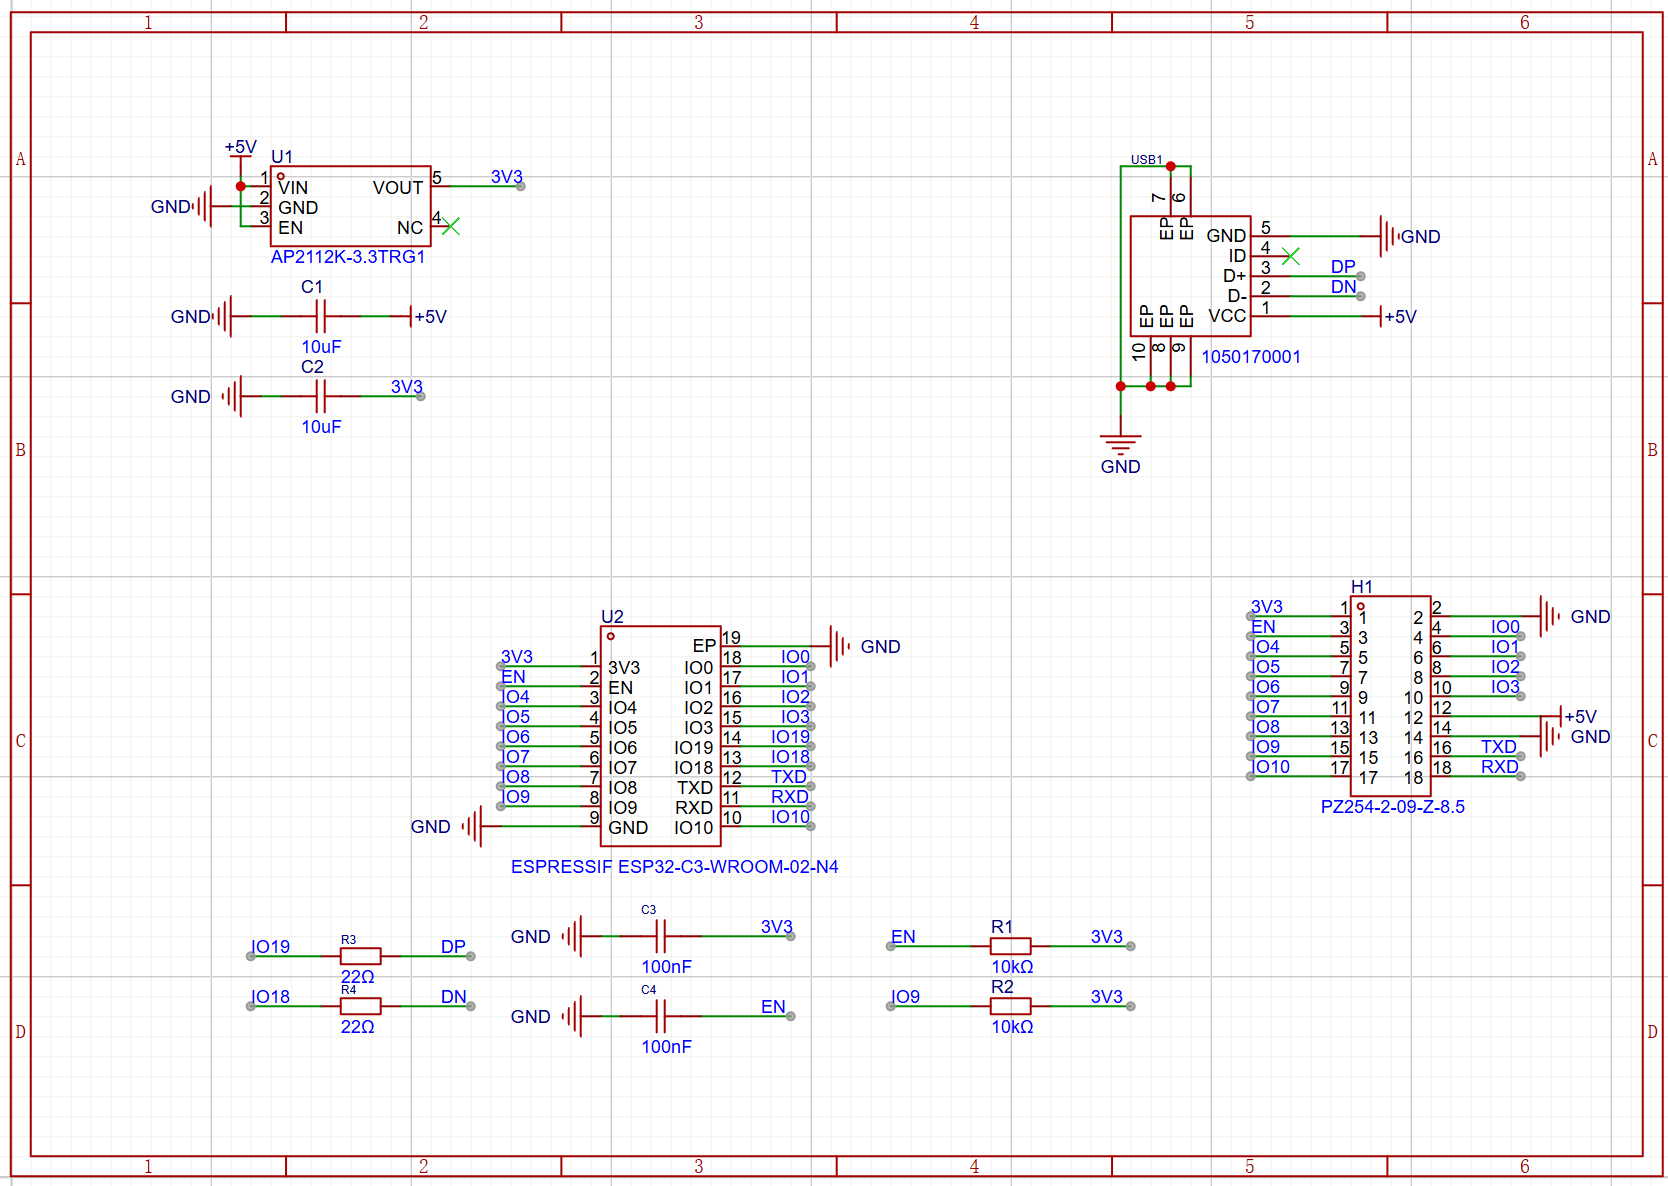 1 2 3 4 5 6
A A
B B
C C
D D
+5V
U1
GND
1 VIN VOUT 5 3V3
2 GND
3 EN NC 4
AP2112K-3.3TRG1
C1
GND +5V
10uF
C2
GND 3V3
10uF
USB1
7 6
EP EP
GND 5 GND
ID 4
D+ 3 DP
D- 2 DN
VCC 1 +5V
EP EP EP
10 8 9
1050170001
GND
U2
EP 19 GND
3V3 1 3V3 IO0 18 IO0
EN 2 EN IO1 17 IO1
IO4 3 IO4 IO2 16 IO2
IO5 4 IO5 IO3 15 IO3
IO6 5 IO6 IO19 14 IO19
IO7 6 IO7 IO18 13 IO18
IO8 7 IO8 TXD 12 TXD
IO9 8 IO9 RXD 11 RXD
GND 9 GND IO10 10 IO10
ESPRESSIF ESP32-C3-WROOM-02-N4
H1
3V3 1 1 2 2 GND
EN 3 3 4 4 IO0
IO4 5 5 6 6 IO1
IO5 7 7 8 8 IO2
IO6 9 9 10 10 IO3
IO7 11 11 12 12 +5V
IO8 13 13 14 14 GND
IO9 15 15 16 16 TXD
IO10 17 17 18 18 RXD
PZ254-2-09-Z-8.5
IO19 R3 DP
22Ω
IO18 R4 DN
22Ω
C3
GND 3V3
100nF
C4
GND EN
100nF
EN R1 3V3
10kΩ
IO9 R2 3V3
10kΩ
1 2 3 4 5 6